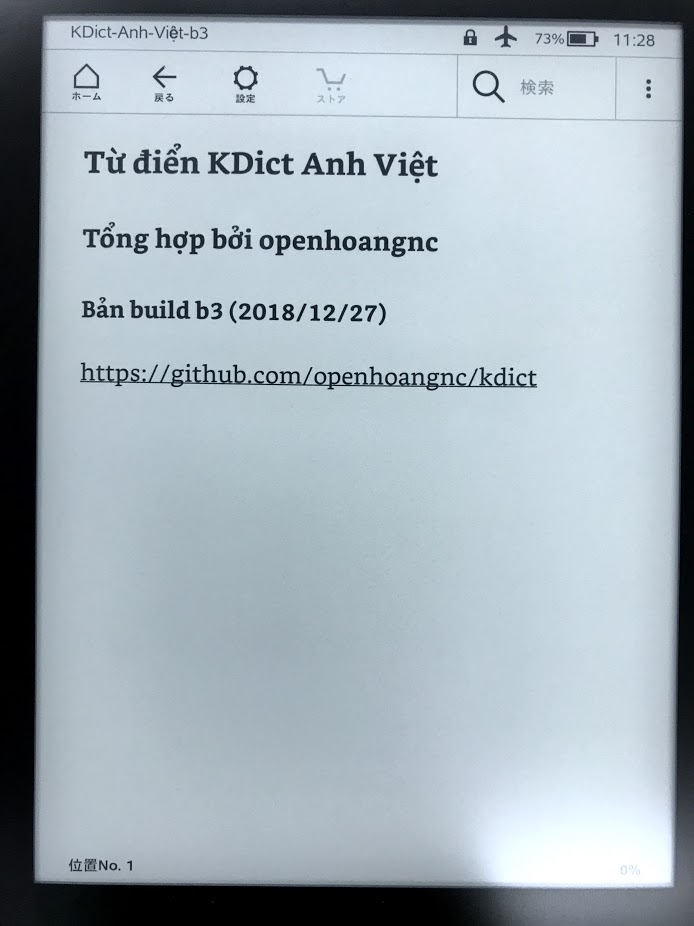 KDict-Anh-Việt-b3
73% 11:28
ホーム 戻る 設定 ストア 検索
Từ điển KDict Anh Việt
Tổng hợp bởi openhoangnc
Bản build b3 (2018/12/27)
https://github.com/openhoangnc/kdict
位置No. 1
0%